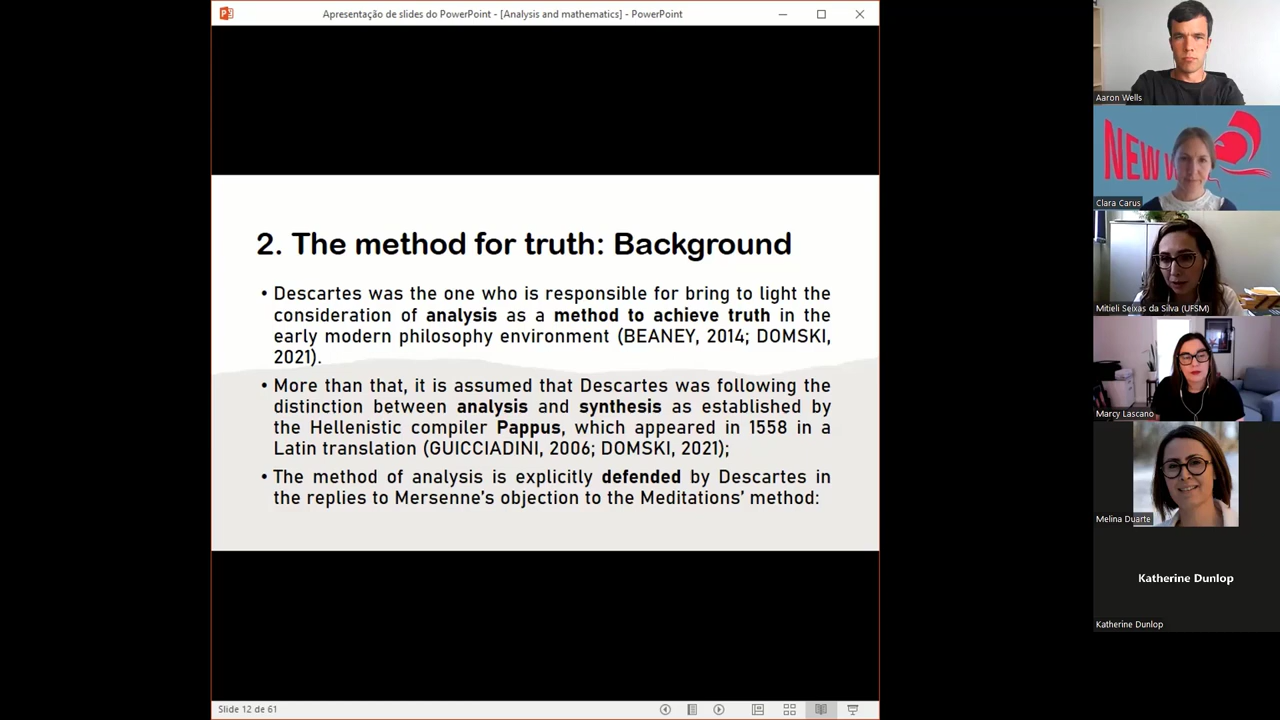 Apresentação de slides do PowerPoint - [Analysis and mathematics] - PowerPoint
2. The method for truth: Background
• Descartes was the one who is responsible for bring to light the
consideration of analysis as a method to achieve truth in the
early modern philosophy environment (BEANEY, 2014; DOMSKI,
2021).
• More than that, it is assumed that Descartes was following the
distinction between analysis and synthesis as established by
the Hellenistic compiler Pappus, which appeared in 1558 in a
Latin translation (GUICCIADINI, 2006; DOMSKI, 2021);
• The method of analysis is explicitly defended by Descartes in
the replies to Mersenne's objection to the Meditations' method:
Slide 12 de 61
Aaron Wells
NEW
Clara Carus
Mitieli Seixas da Silva (UFSM)
Marcy Lascano
Melina Duarte
Katherine Dunlop
Katherine Dunlop